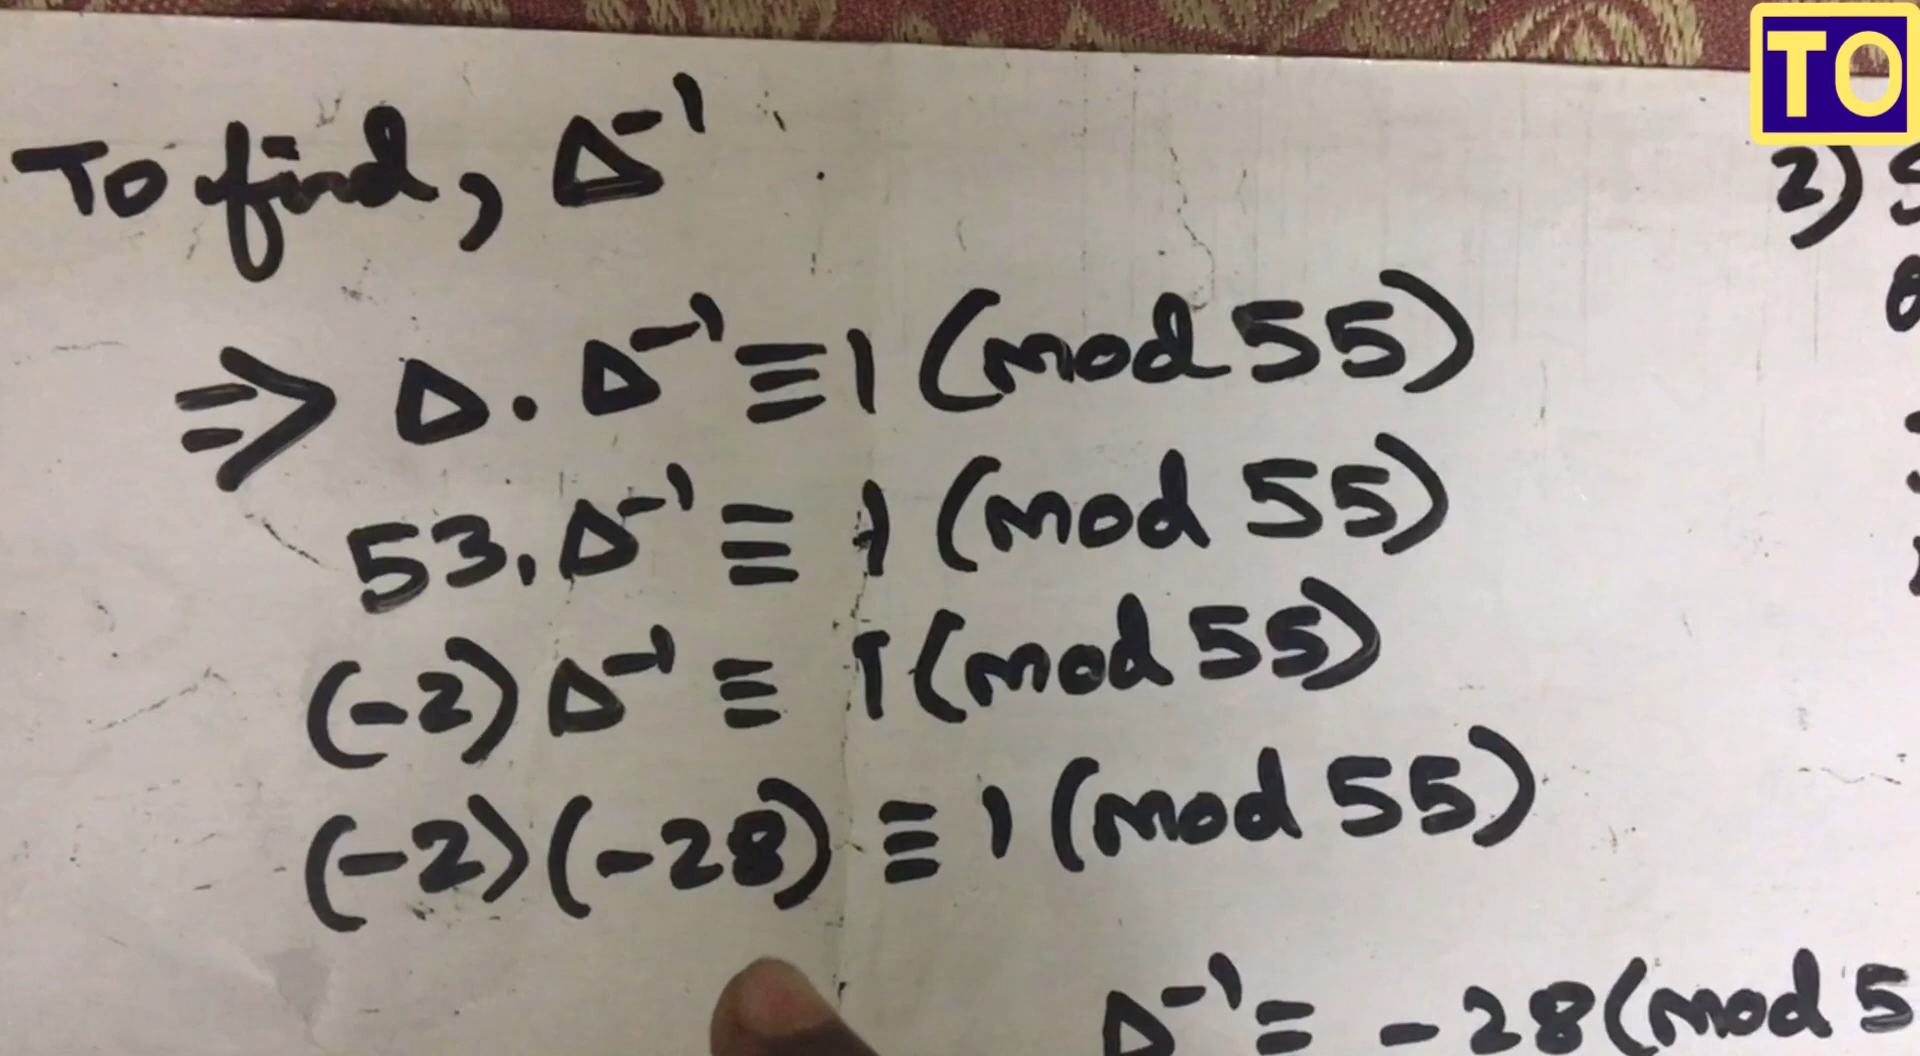 TO
To find, Δ⁻¹
⇒ Δ . Δ⁻¹ ≡ 1 (mod 55)
53 . Δ⁻¹ ≡ 1 (mod 55)
(-2) Δ⁻¹ ≡ 1 (mod 55)
(-2) (-28) ≡ 1 (mod 55)
Δ⁻¹ ≡ -28 (mod 5
2)